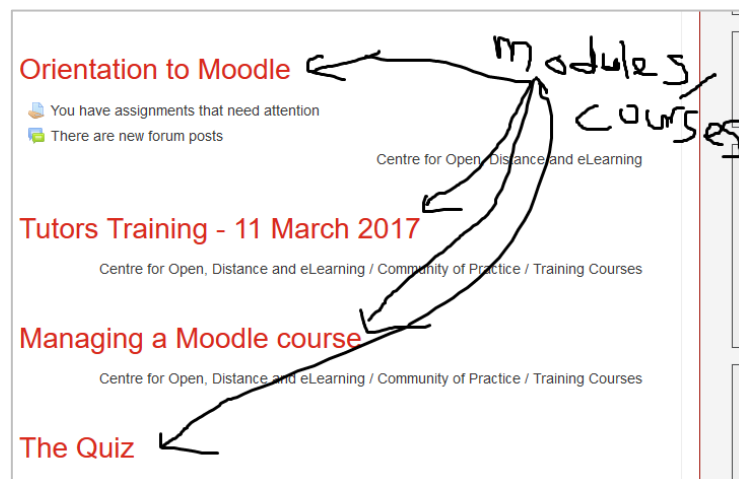 Orientation to Moodle
modules/
courses
You have assignments that need attention
There are new forum posts
Centre for Open, Distance and eLearning
Tutors Training - 11 March 2017
Centre for Open, Distance and eLearning / Community of Practice / Training Courses
Managing a Moodle course
Centre for Open, Distance and eLearning / Community of Practice / Training Courses
The Quiz